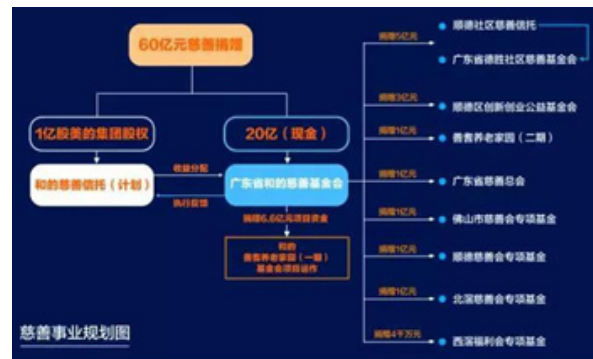 60亿元慈善捐赠
1亿股美的集团股权
20亿（现金）
和的慈善信托（计划）
收益分配
执行反馈
广东省和的慈善基金会
捐赠6.6亿元项目资金
和的
善耆养老家园（一期）
基金会项目运作
捐赠5亿元
顺德社区慈善信托
广东省德胜社区慈善基金会
捐赠3亿元
顺德区创新创业公益基金会
捐赠1亿元
善耆养老家园（二期）
捐赠1亿元
广东省慈善总会
捐赠1亿元
佛山市慈善会专项基金
捐赠1亿元
顺德慈善会专项基金
捐赠1亿元
北滘慈善会专项基金
捐赠4千万元
西滘福利会专项基金
慈善事业规划图